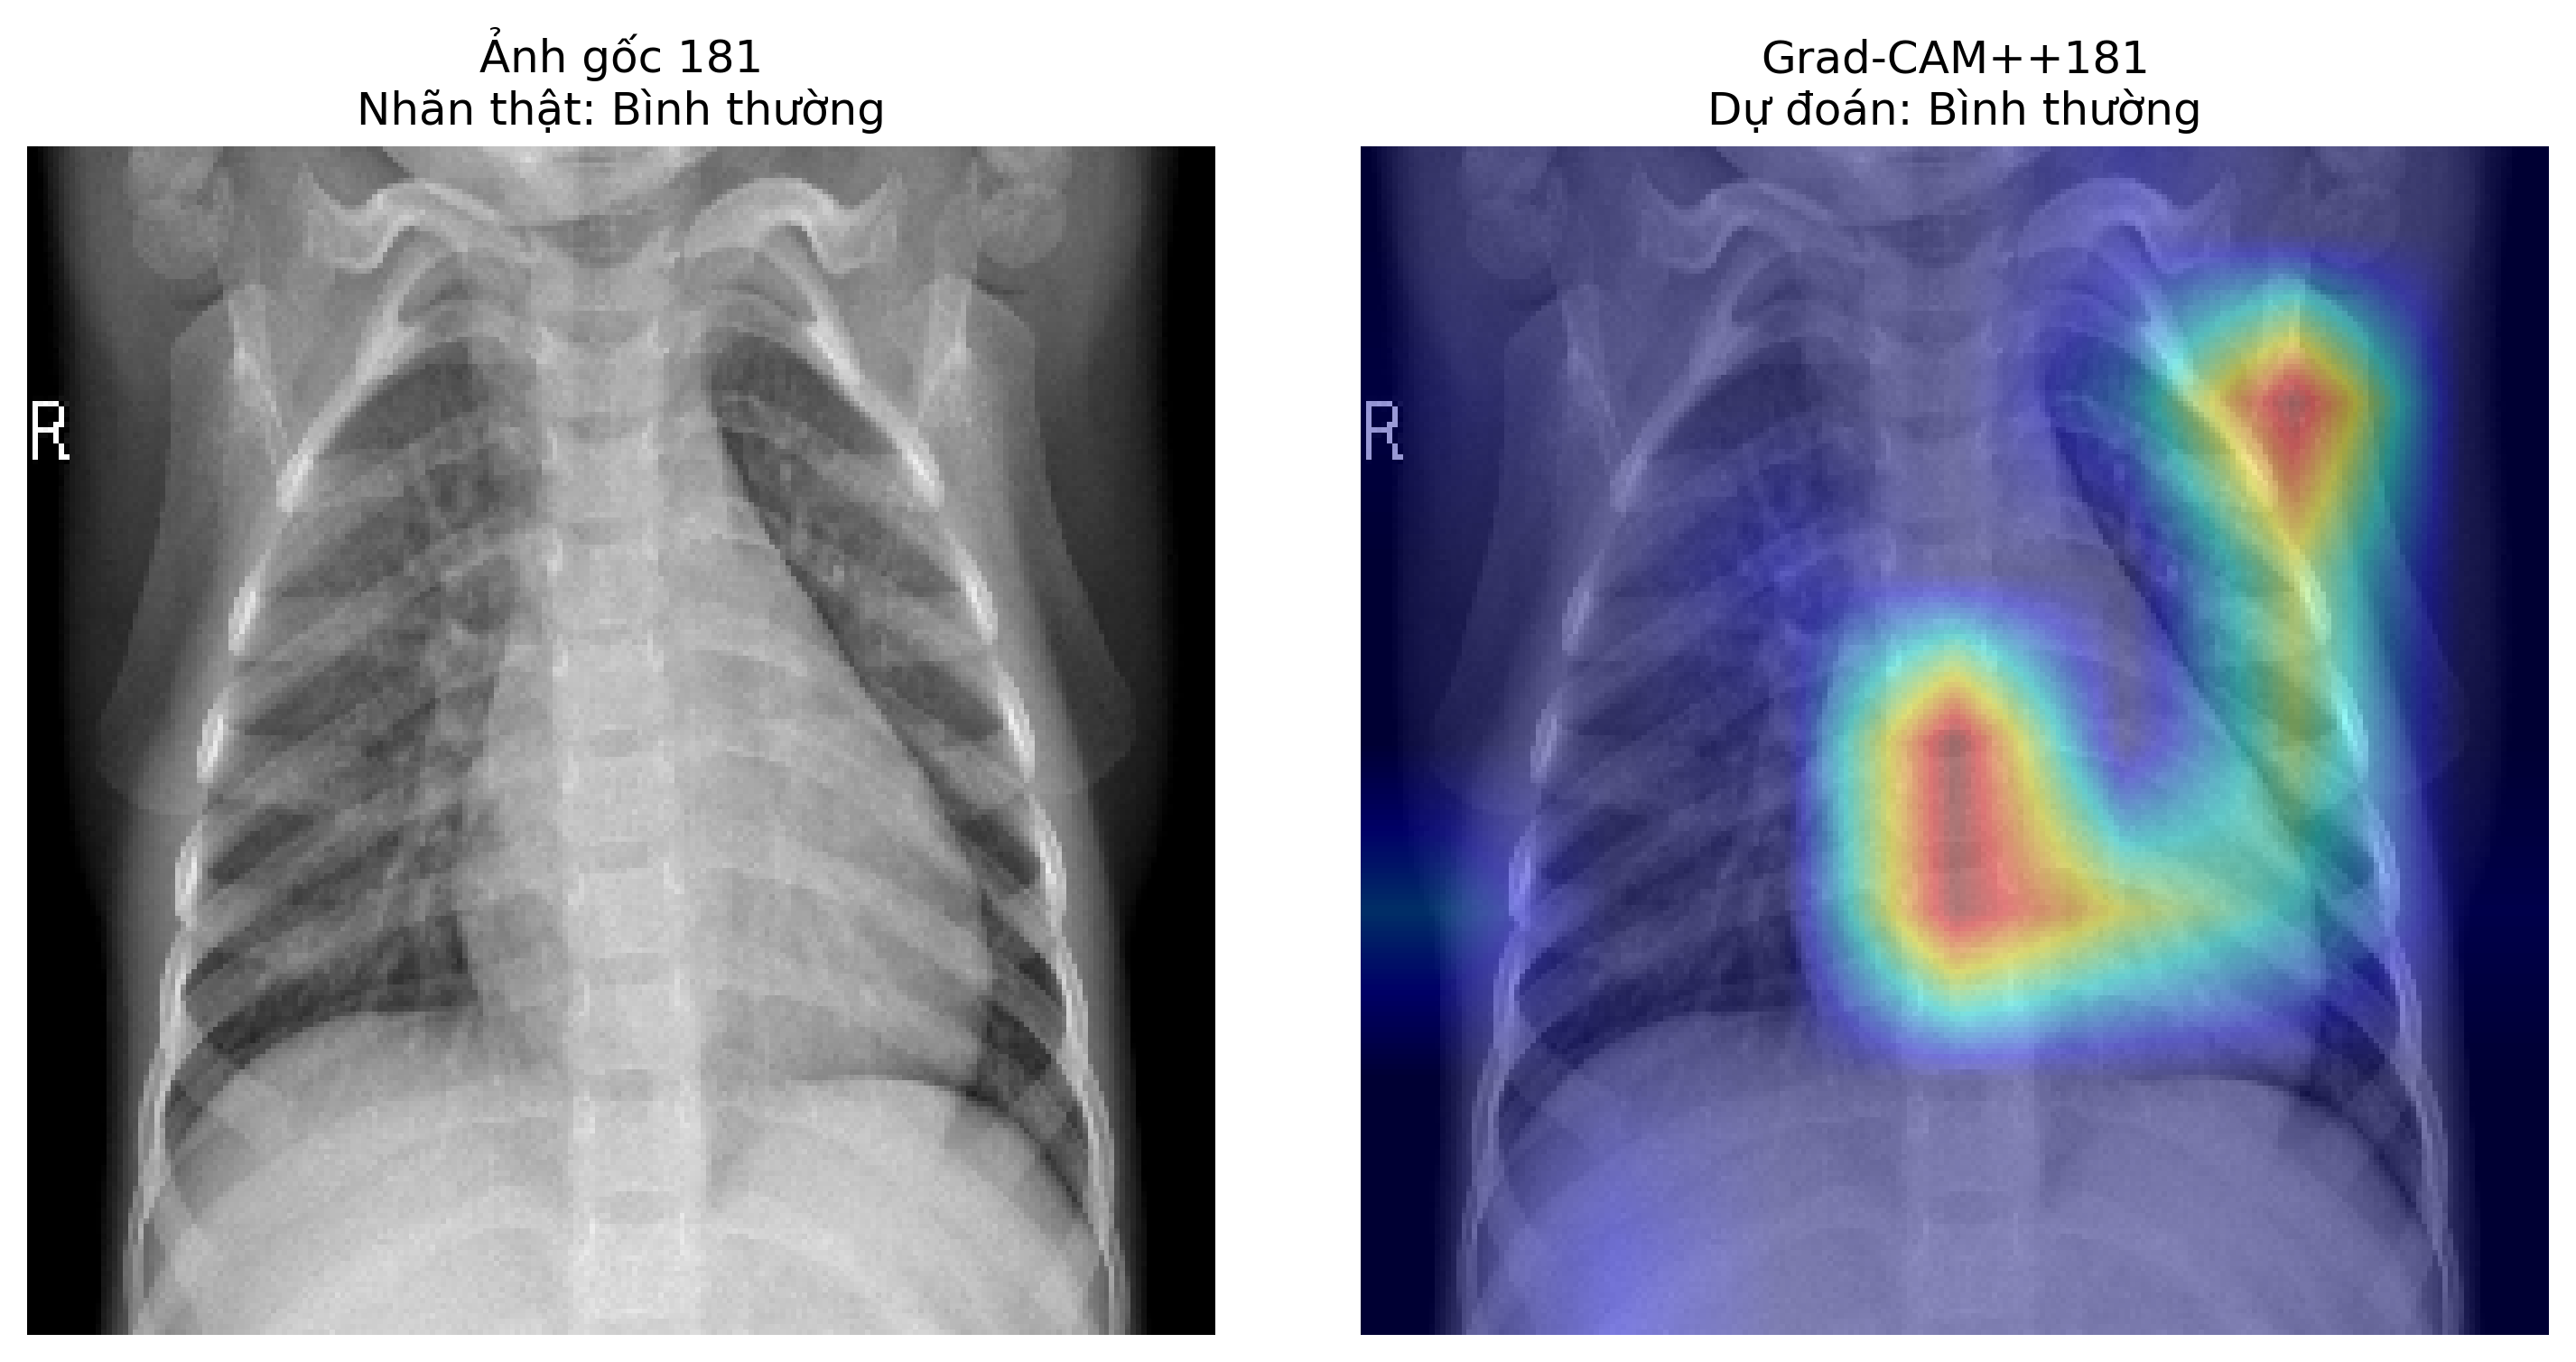 Ảnh gốc 181
Nhãn thật: Bình thường
Grad-CAM++181
Dự đoán: Bình thường
R
R